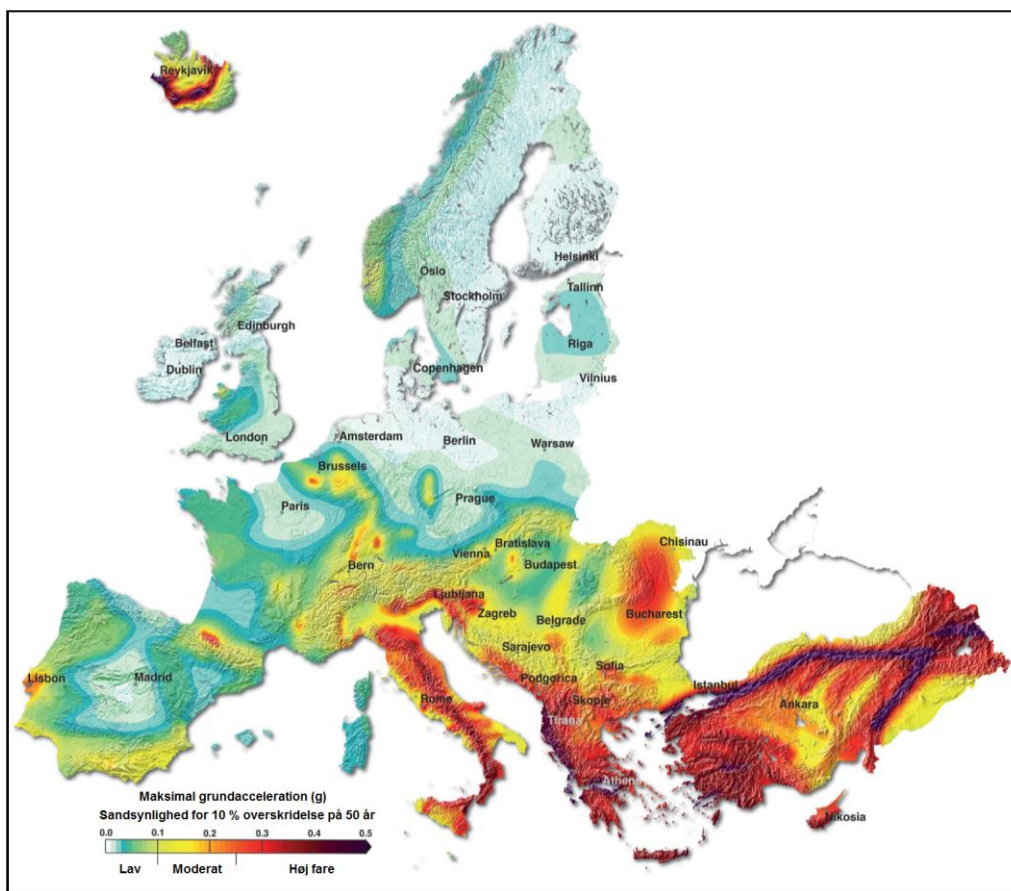 Reykjavik
Oslo
Helsinki
Stockholm
Tallinn
Edinburgh
Riga
Belfast
Copenhagen
Dublin
Vilnius
London
Amsterdam
Berlin
Warsaw
Brussels
Paris
Prague
Chisinau
Bratislava
Vienna
Budapest
Bern
Ljubljana
Zagreb
Bucharest
Belgrade
Sarajevo
Sofia
Lisbon
Madrid
Podgorica
Istanbul
Rome
Skopje
Ankara
Tirana
Athen
Nikosia
Maksimal grundacceleration (g)
Sandsynlighed for 10 % overskridelse på 50 år
0.0 0.1 0.2 0.3 0.4 0.5
Lav Moderat Høj fare